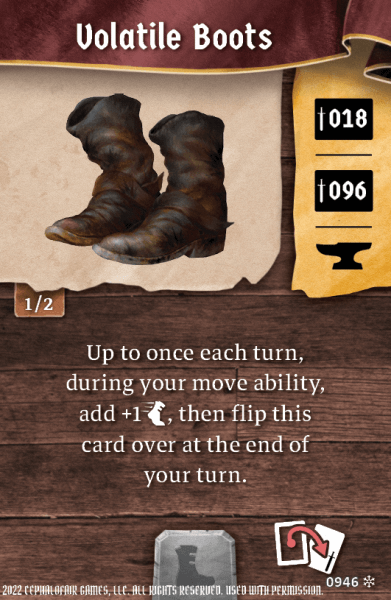 Volatile Boots
018
096
1/2
Up to once each turn,
during your move ability,
add +1 , then flip this
card over at the end of
your turn.
0946
2022 CEPHALOFAIR GAMES, LLC. ALL RIGHTS RESERVED. USED WITH PERMISSION.